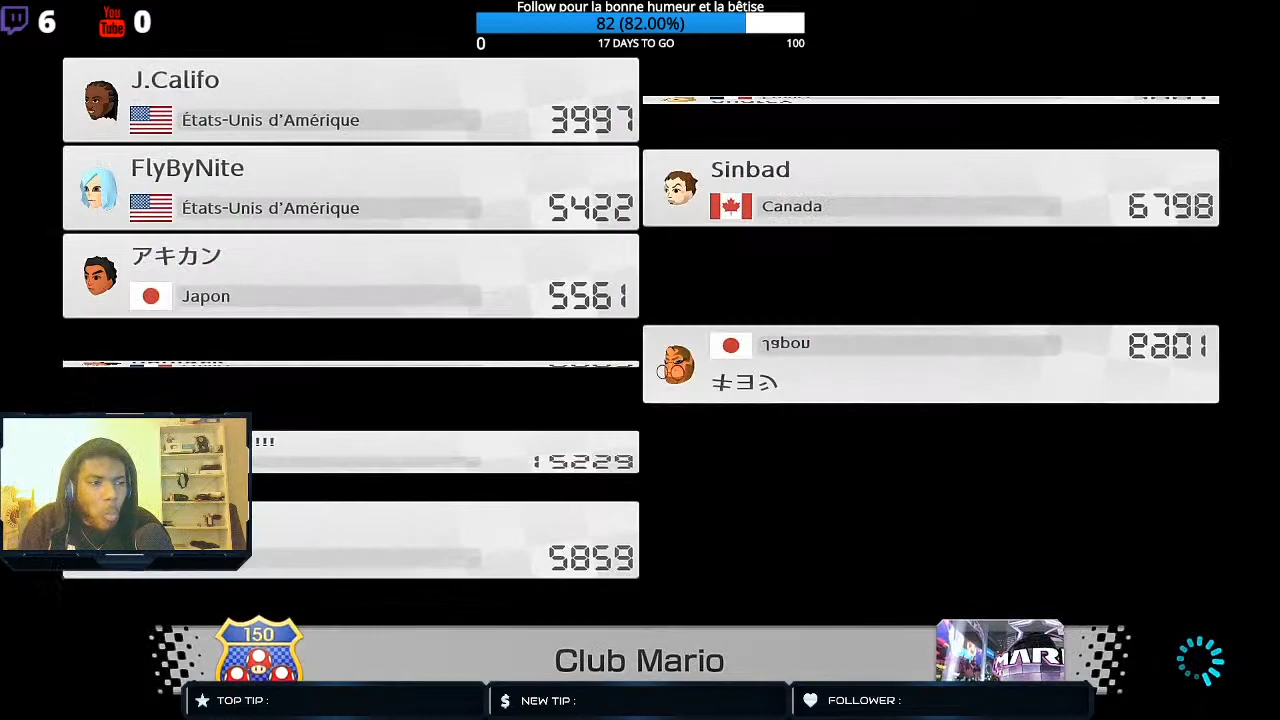 6
0
Follow pour la bonne humeur et la bêtise
82 (82.00%)
0
17 DAYS TO GO
100
J.Califo
États-Unis d'Amérique
3997
FlyByNite
États-Unis d'Amérique
5422
Sinbad
Canada
6798
アキカン
Japon
5561
Japon
キヨシ
!!!
15229
5859
150
Club Mario
MARI
TOP TIP :
NEW TIP :
FOLLOWER :